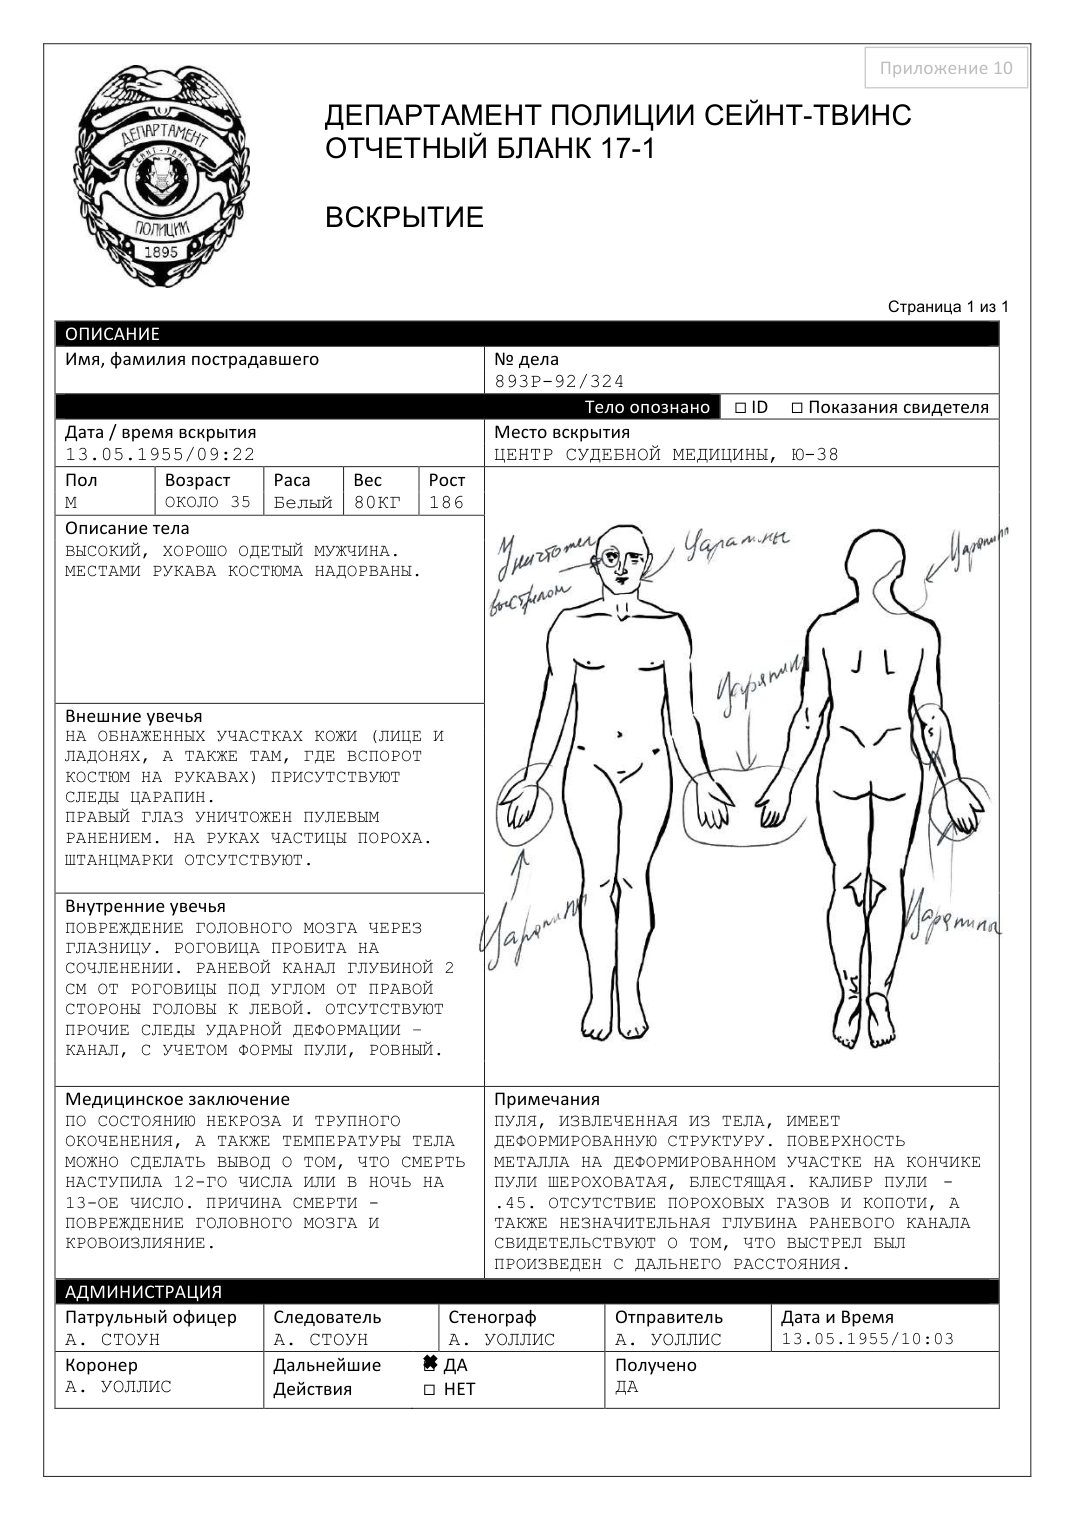 Приложение 10
ДЕПАРТАМЕНТ
СЕЙНТ-ТВИНС
ПОЛИЦИИ
1895
ДЕПАРТАМЕНТ ПОЛИЦИИ СЕЙНТ-ТВИНС
ОТЧЕТНЫЙ БЛАНК 17-1
ВСКРЫТИЕ
Страница 1 из 1
ОПИСАНИЕ
Имя, фамилия пострадавшего
№ дела
893Р-92/324
Тело опознано □ ID □ Показания свидетеля
Дата / время вскрытия
13.05.1955/09:22
Место вскрытия
ЦЕНТР СУДЕБНОЙ МЕДИЦИНЫ, Ю-38
Пол
М
Возраст
ОКОЛО 35
Раса
Белый
Вес
80КГ
Рост
186
Описание тела
ВЫСОКИЙ, ХОРОШО ОДЕТЫЙ МУЖЧИНА.
МЕСТАМИ РУКАВА КОСТЮМА НАДОРВАНЫ.
Уничтожен
выстрелом
Царапины
Царапины
Царапины
Царапины
Царапины
Внешние увечья
НА ОБНАЖЕННЫХ УЧАСТКАХ КОЖИ (ЛИЦЕ И
ЛАДОНЯХ, А ТАКЖЕ ТАМ, ГДЕ ВСПОРОТ
КОСТЮМ НА РУКАВАХ) ПРИСУТСТВУЮТ
СЛЕДЫ ЦАРАПИН.
ПРАВЫЙ ГЛАЗ УНИЧТОЖЕН ПУЛЕВЫМ
РАНЕНИЕМ. НА РУКАХ ЧАСТИЦЫ ПОРОХА.
ШТАНЦМАРКИ ОТСУТСТВУЮТ.
Внутренние увечья
ПОВРЕЖДЕНИЕ ГОЛОВНОГО МОЗГА ЧЕРЕЗ
ГЛАЗНИЦУ. РОГОВИЦА ПРОБИТА НА
СОЧЛЕНЕНИИ. РАНЕВОЙ КАНАЛ ГЛУБИНОЙ 2
СМ ОТ РОГОВИЦЫ ПОД УГЛОМ ОТ ПРАВОЙ
СТОРОНЫ ГОЛОВЫ К ЛЕВОЙ. ОТСУТСТВУЮТ
ПРОЧИЕ СЛЕДЫ УДАРНОЙ ДЕФОРМАЦИИ –
КАНАЛ, С УЧЕТОМ ФОРМЫ ПУЛИ, РОВНЫЙ.
Медицинское заключение
ПО СОСТОЯНИЮ НЕКРОЗА И ТРУПНОГО
ОКОЧЕНЕНИЯ, А ТАКЖЕ ТЕМПЕРАТУРЫ ТЕЛА
МОЖНО СДЕЛАТЬ ВЫВОД О ТОМ, ЧТО СМЕРТЬ
НАСТУПИЛА 12-ГО ЧИСЛА ИЛИ В НОЧЬ НА
13-ОЕ ЧИСЛО. ПРИЧИНА СМЕРТИ –
ПОВРЕЖДЕНИЕ ГОЛОВНОГО МОЗГА И
КРОВОИЗЛИЯНИЕ.
Примечания
ПУЛЯ, ИЗВЛЕЧЕННАЯ ИЗ ТЕЛА, ИМЕЕТ
ДЕФОРМИРОВАННУЮ СТРУКТУРУ. ПОВЕРХНОСТЬ
МЕТАЛЛА НА ДЕФОРМИРОВАННОМ УЧАСТКЕ НА КОНЧИКЕ
ПУЛИ ШЕРОХОВАТАЯ, БЛЕСТЯЩАЯ. КАЛИБР ПУЛИ –
.45. ОТСУТСТВИЕ ПОРОХОВЫХ ГАЗОВ И КОПОТИ, А
ТАКЖЕ НЕЗНАЧИТЕЛЬНАЯ ГЛУБИНА РАНЕВОГО КАНАЛА
СВИДЕТЕЛЬСТВУЮТ О ТОМ, ЧТО ВЫСТРЕЛ БЫЛ
ПРОИЗВЕДЕН С ДАЛЬНЕГО РАССТОЯНИЯ.
АДМИНИСТРАЦИЯ
Патрульный офицер
А. СТОУН
Следователь
А. СТОУН
Стенограф
А. УОЛЛИС
Отправитель
А. УОЛЛИС
Дата и Время
13.05.1955/10:03
Коронер
А. УОЛЛИС
Дальнейшие
Действия
ДА
□ НЕТ
Получено
ДА